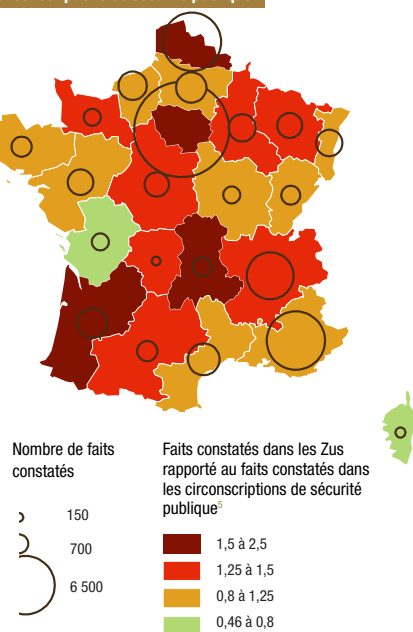 Nombre de faits
constatés
150
700
6 500
Faits constatés dans les Zus
rapporté au faits constatés dans
les circonscriptions de sécurité
publique⁵
1,5 à 2,5
1,25 à 1,5
0,8 à 1,25
0,46 à 0,8